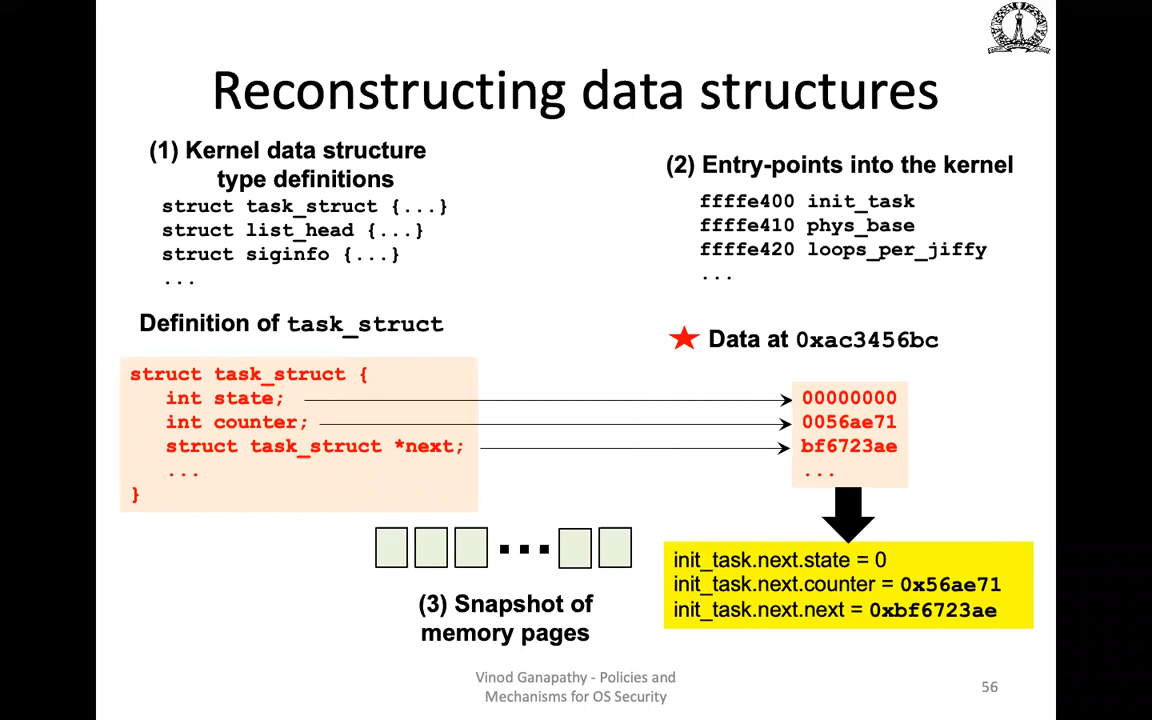 Reconstructing data structures
(1) Kernel data structure
type definitions
struct task_struct {...}
struct list_head {...}
struct siginfo {...}
...
(2) Entry-points into the kernel
ffffe400 init_task
ffffe410 phys_base
ffffe420 loops_per_jiffy
...
Definition of task_struct
struct task_struct {
int state;
int counter;
struct task_struct *next;
...
}
Data at 0xac3456bc
00000000
0056ae71
bf6723ae
...
init_task.next.state = 0
init_task.next.counter = 0x56ae71
init_task.next.next = 0xbf6723ae
(3) Snapshot of
memory pages
Vinod Ganapathy - Policies and
Mechanisms for OS Security
56